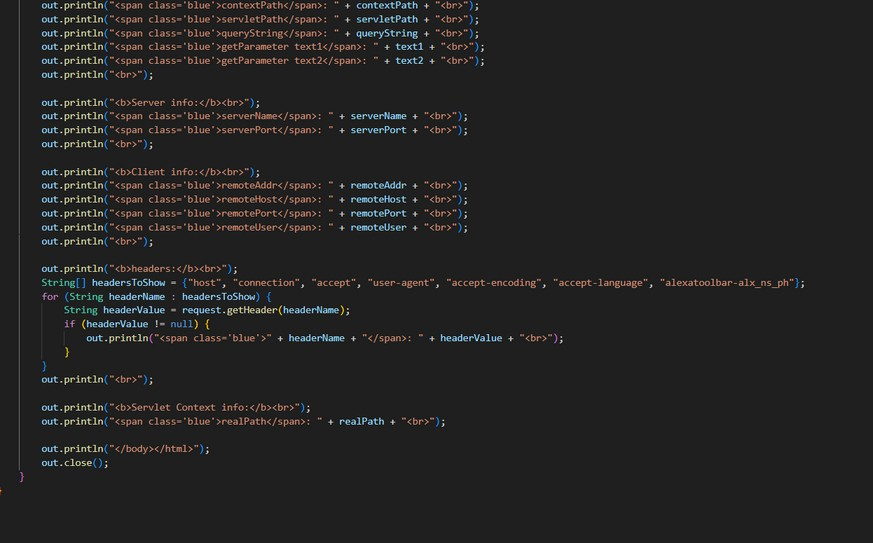 out.println("<span class='blue'>contextPath</span>: " + contextPath + "<br>");
out.println("<span class='blue'>servletPath</span>: " + servletPath + "<br>");
out.println("<span class='blue'>queryString</span>: " + queryString + "<br>");
out.println("<span class='blue'>getParameter text1</span>: " + text1 + "<br>");
out.println("<span class='blue'>getParameter text2</span>: " + text2 + "<br>");
out.println("<br>");
out.println("<b>Server info:</b><br>");
out.println("<span class='blue'>serverName</span>: " + serverName + "<br>");
out.println("<span class='blue'>serverPort</span>: " + serverPort + "<br>");
out.println("<br>");
out.println("<b>Client info:</b><br>");
out.println("<span class='blue'>remoteAddr</span>: " + remoteAddr + "<br>");
out.println("<span class='blue'>remoteHost</span>: " + remoteHost + "<br>");
out.println("<span class='blue'>remotePort</span>: " + remotePort + "<br>");
out.println("<span class='blue'>remoteUser</span>: " + remoteUser + "<br>");
out.println("<br>");
out.println("<b>headers:</b><br>");
String[] headersToShow = {"host", "connection", "accept", "user-agent", "accept-encoding", "accept-language", "alexatoolbar-alx_ns_ph"};
for (String headerName : headersToShow) {
String headerValue = request.getHeader(headerName);
if (headerValue != null) {
out.println("<span class='blue'>" + headerName + "</span>: " + headerValue + "<br>");
}
}
out.println("<br>");
out.println("<b>Servlet Context info:</b><br>");
out.println("<span class='blue'>realPath</span>: " + realPath + "<br>");
out.println("</body></html>");
out.close();
}
}